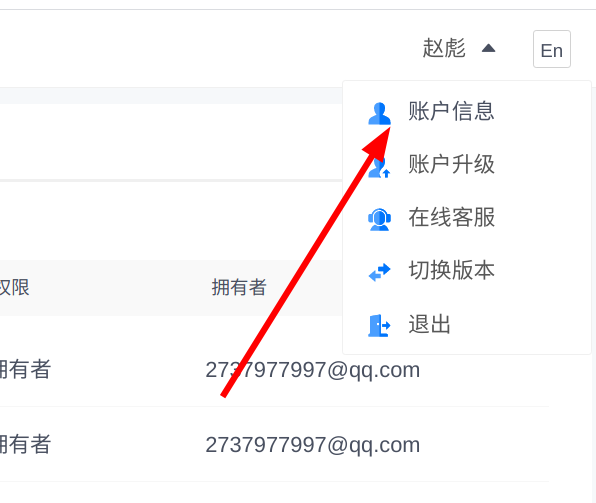 赵彪 En
账户信息
账户升级
在线客服
切换版本
退出
权限 拥有者
拥有者 2737977997@qq.com
拥有者 2737977997@qq.com